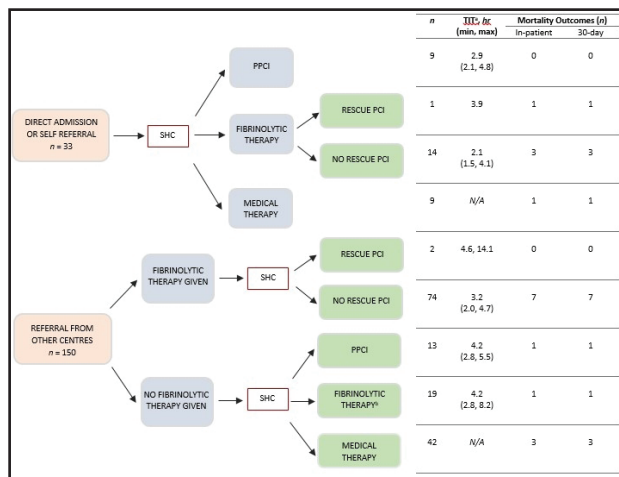 n
TITᵃ, hr
(min, max)
Mortality Outcomes (n)
In-patient
30-day
PPCI
9
2.9
(2.1, 4.8)
0
0
DIRECT ADMISSION
OR SELF REFERRAL
n = 33
SHC
FIBRINOLYTIC
THERAPY
RESCUE PCI
1
3.9
1
1
NO RESCUE PCI
14
2.1
(1.5, 4.1)
3
3
MEDICAL
THERAPY
9
N/A
1
1
REFERRAL FROM
OTHER CENTRES
n = 150
FIBRINOLYTIC
THERAPY GIVEN
SHC
RESCUE PCI
2
4.6, 14.1
0
0
NO RESCUE PCI
74
3.2
(2.0, 4.7)
7
7
NO FIBRINOLYTIC
THERAPY GIVEN
SHC
PPCI
13
4.2
(2.8, 5.5)
1
1
FIBRINOLYTIC
THERAPYᵇ
19
4.2
(2.8, 8.2)
1
1
MEDICAL
THERAPY
42
N/A
3
3